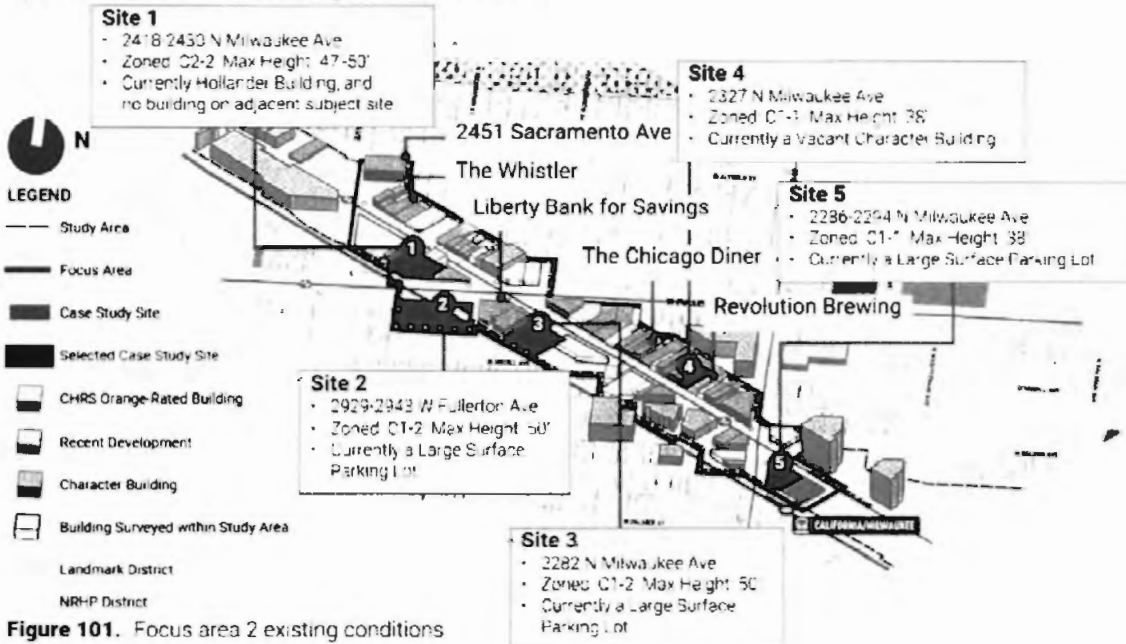 Site 1
• 2418-2430 N Milwaukee Ave
• Zoned C2-2 Max Height 47-50'
• Currently Hollander Building, and
no building on adjacent subject site
Site 4
• 2327 N Milwaukee Ave
• Zoned C1-1 Max Height 38'
• Currently a Vacant Character Building
N
2451 Sacramento Ave
The Whistler
Liberty Bank for Savings
The Chicago Diner
Revolution Brewing
Site 5
• 2286-2294 N Milwaukee Ave
• Zoned C1-1 Max Height 38'
• Currently a Large Surface Parking Lot
LEGEND
Study Area
Focus Area
Case Study Site
Selected Case Study Site
CHRS Orange-Rated Building
Recent Development
Character Building
Building Surveyed within Study Area
Landmark District
NRHP District
1
2
3
4
5
Site 2
• 2929-2943 W Fullerton Ave
• Zoned C1-2 Max Height 50'
• Currently a Large Surface
Parking Lot
CALIFORNIA/MILWAUKEE
Site 3
• 2282 N Milwaukee Ave
• Zoned C1-2 Max Height 50'
• Currently a Large Surface
Parking Lot
Figure 101. Focus area 2 existing conditions